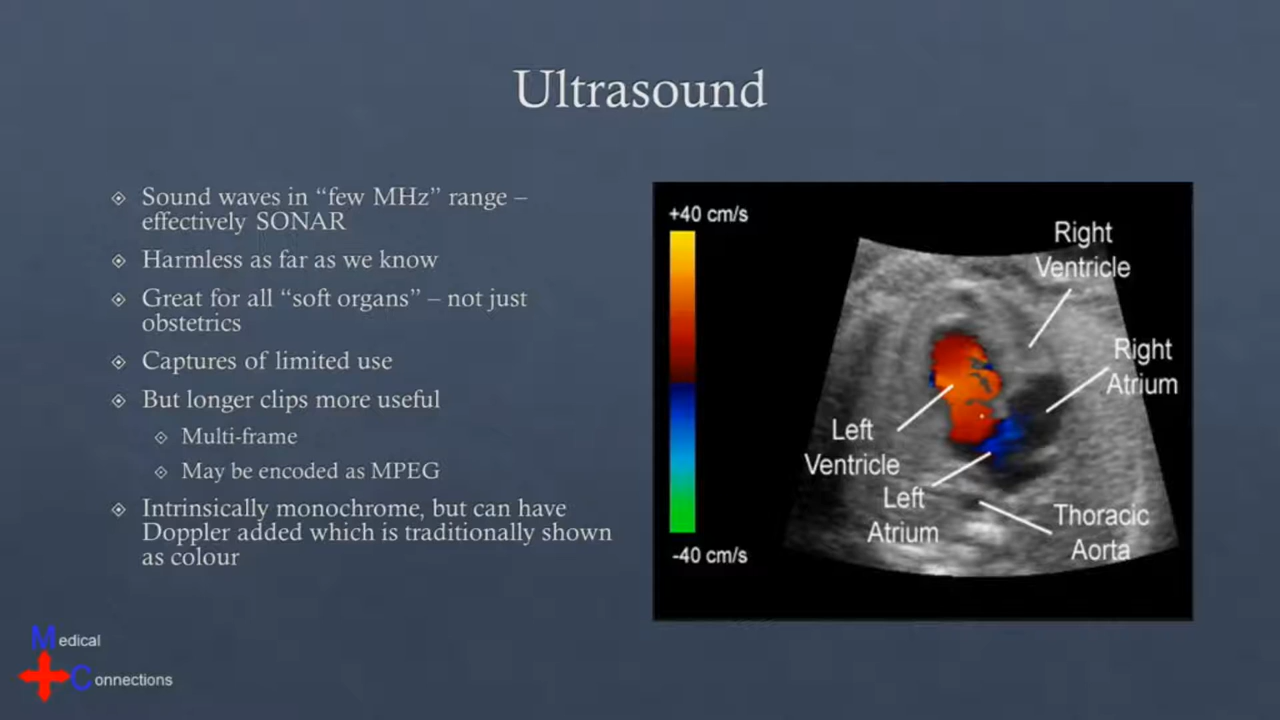 Ultrasound
Sound waves in “few MHz” range –
effectively SONAR
Harmless as far as we know
Great for all “soft organs” – not just
obstetrics
Captures of limited use
But longer clips more useful
Multi-frame
May be encoded as MPEG
Intrinsically monochrome, but can have
Doppler added which is traditionally shown
as colour
+40 cm/s
-40 cm/s
Right
Ventricle
Right
Atrium
Left
Ventricle
Left
Atrium
Thoracic
Aorta
Medical
Connections